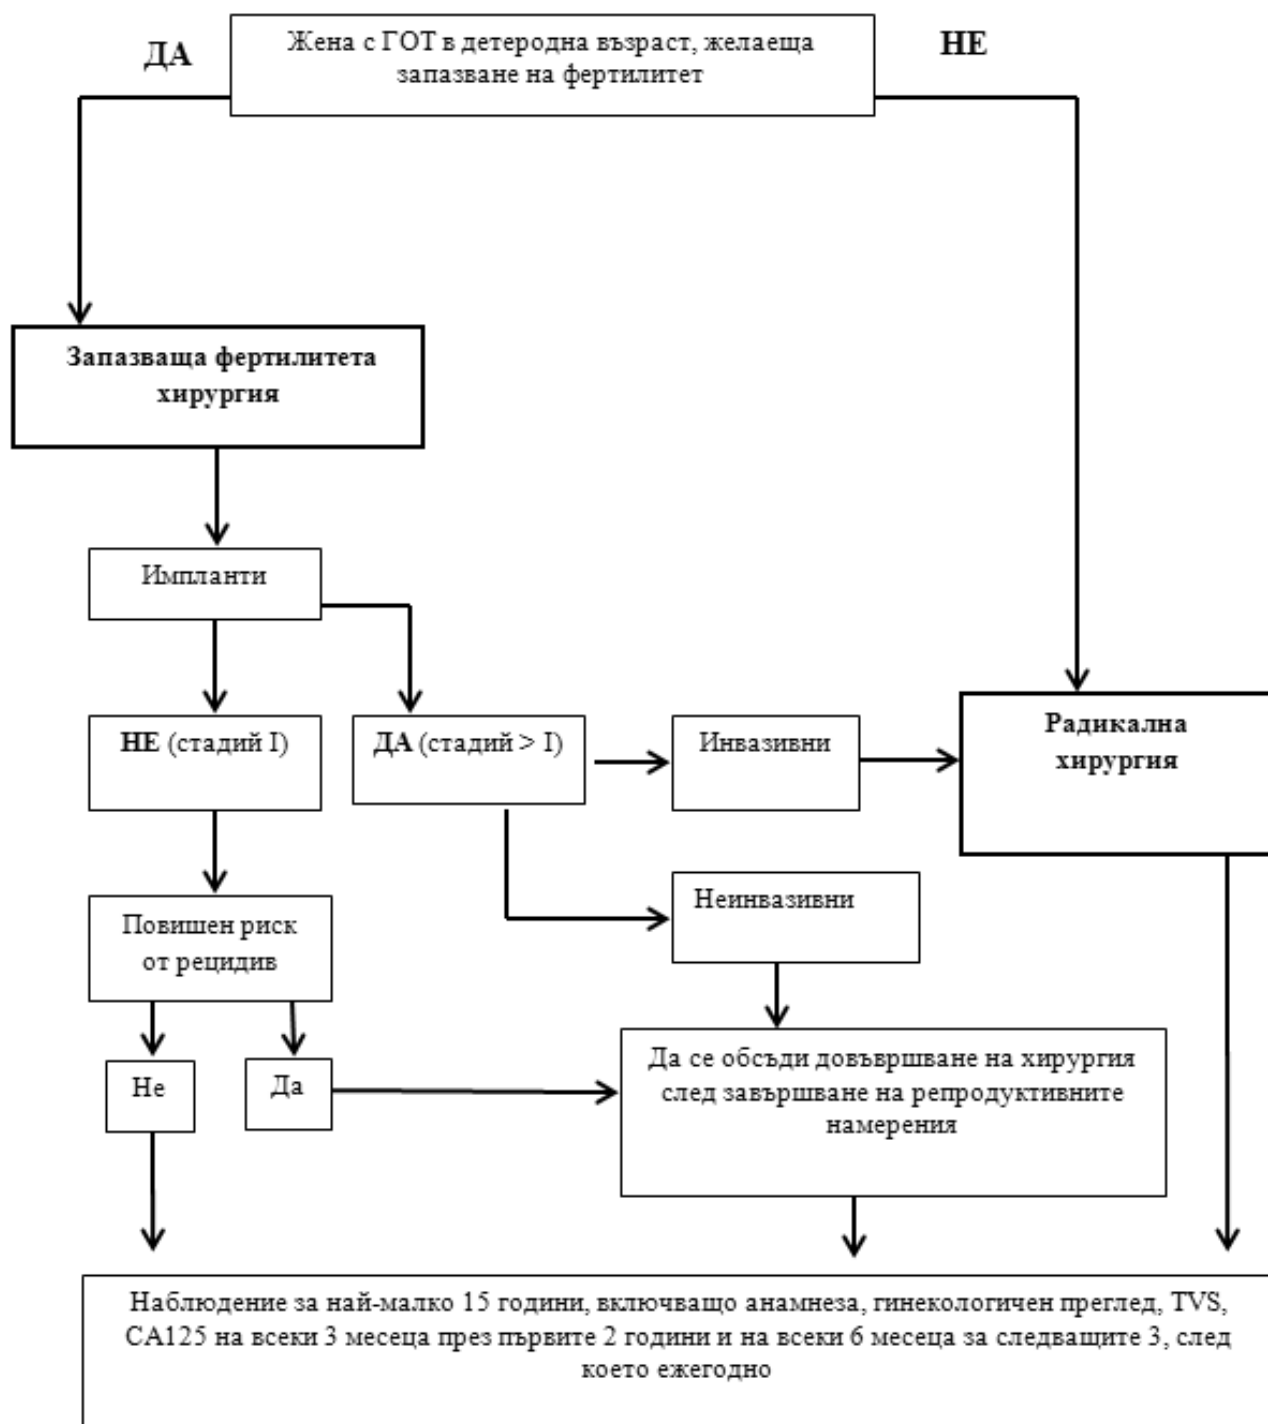 ДА
Жена с ГОТ в детеродна възраст, желаеща
запазване на фертилитет
НЕ
Запазваща фертилитета
хирургия
Импланти
НЕ (стадий I)
ДА (стадий > I)
Инвазивни
Радикална
хирургия
Неинвазивни
Повишен риск
от рецидив
Не
Да
Да се обсъди довъвршване на хирургия
след завършване на репродуктивните
намерения
Наблюдение за най-малко 15 години, включващо анамнеза, гинекологичен преглед, TVS,
CA125 на всеки 3 месеца през първите 2 години и на всеки 6 месеца за следващите 3, след
което ежегодно